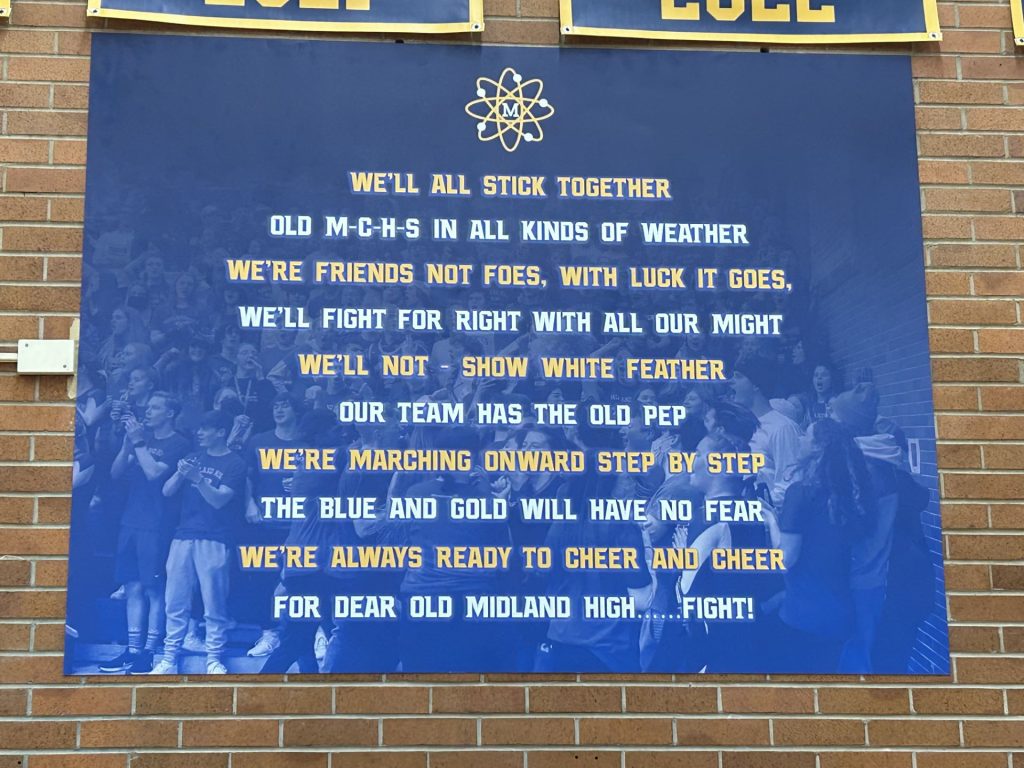 2022
M
WE'LL ALL STICK TOGETHER
OLD M-C-H-S IN ALL KINDS OF WEATHER
WE'RE FRIENDS NOT FOES, WITH LUCK IT GOES,
WE'LL FIGHT FOR RIGHT WITH ALL OUR MIGHT
WE'LL NOT - SHOW WHITE FEATHER
OUR TEAM HAS THE OLD PEP
WE'RE MARCHING ONWARD STEP BY STEP
THE BLUE AND GOLD WILL HAVE NO FEAR
WE'RE ALWAYS READY TO CHEER AND CHEER
FOR DEAR OLD MIDLAND HIGH......FIGHT!